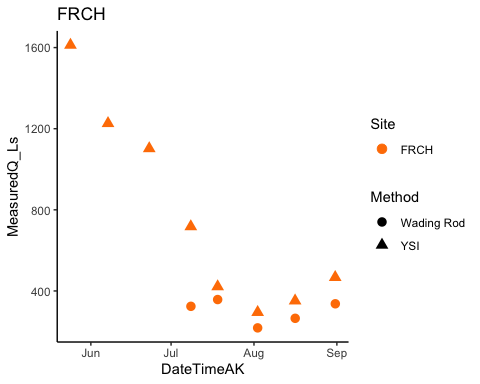 FRCH
MeasuredQ_Ls
1600
1200
800
400
Jun
Jul
Aug
Sep
DateTimeAK
Site
FRCH
Method
Wading Rod
YSI